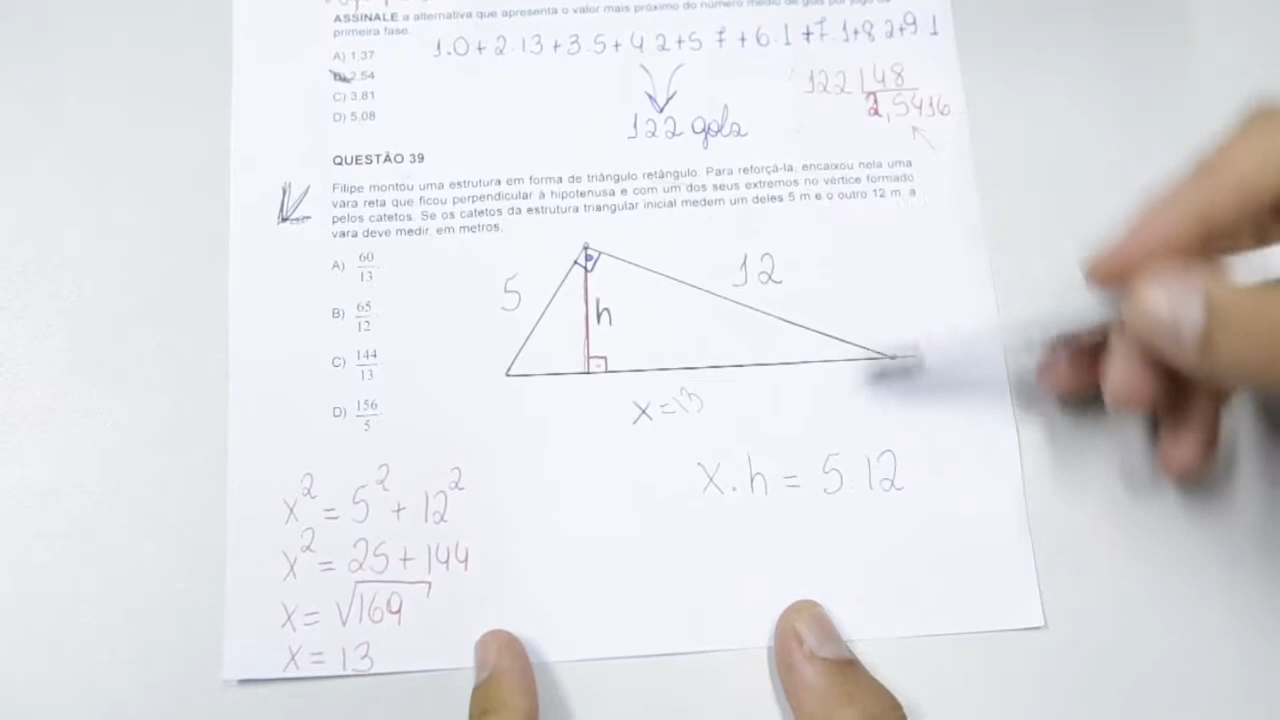 ASSINALE a alternativa que apresenta o valor mais próximo do número médio de gols por jogo
primeira fase.
1.0+2.13+3.5+4 2+5 7+6.1+7.1+8 2+9 1
A) 1,37
B) 2,54
C) 3,81
D) 5,08
122 gols
122 48
2,5416
QUESTÃO 39
Filipe montou uma estrutura em forma de triângulo retângulo. Para reforçá-la, encaixou nela uma
vara reta que ficou perpendicular à hipotenusa e com um dos seus extremos no vértice formado
pelos catetos. Se os catetos da estrutura triangular inicial medem um deles 5 m e o outro 12 m, a
vara deve medir, em metros,
A) 60/13
B) 65/12
C) 144/13
D) 156/5
5
h
12
x=13
x² = 5² + 12²
x² = 25 + 144
x = √169
x = 13
x.h = 5.12